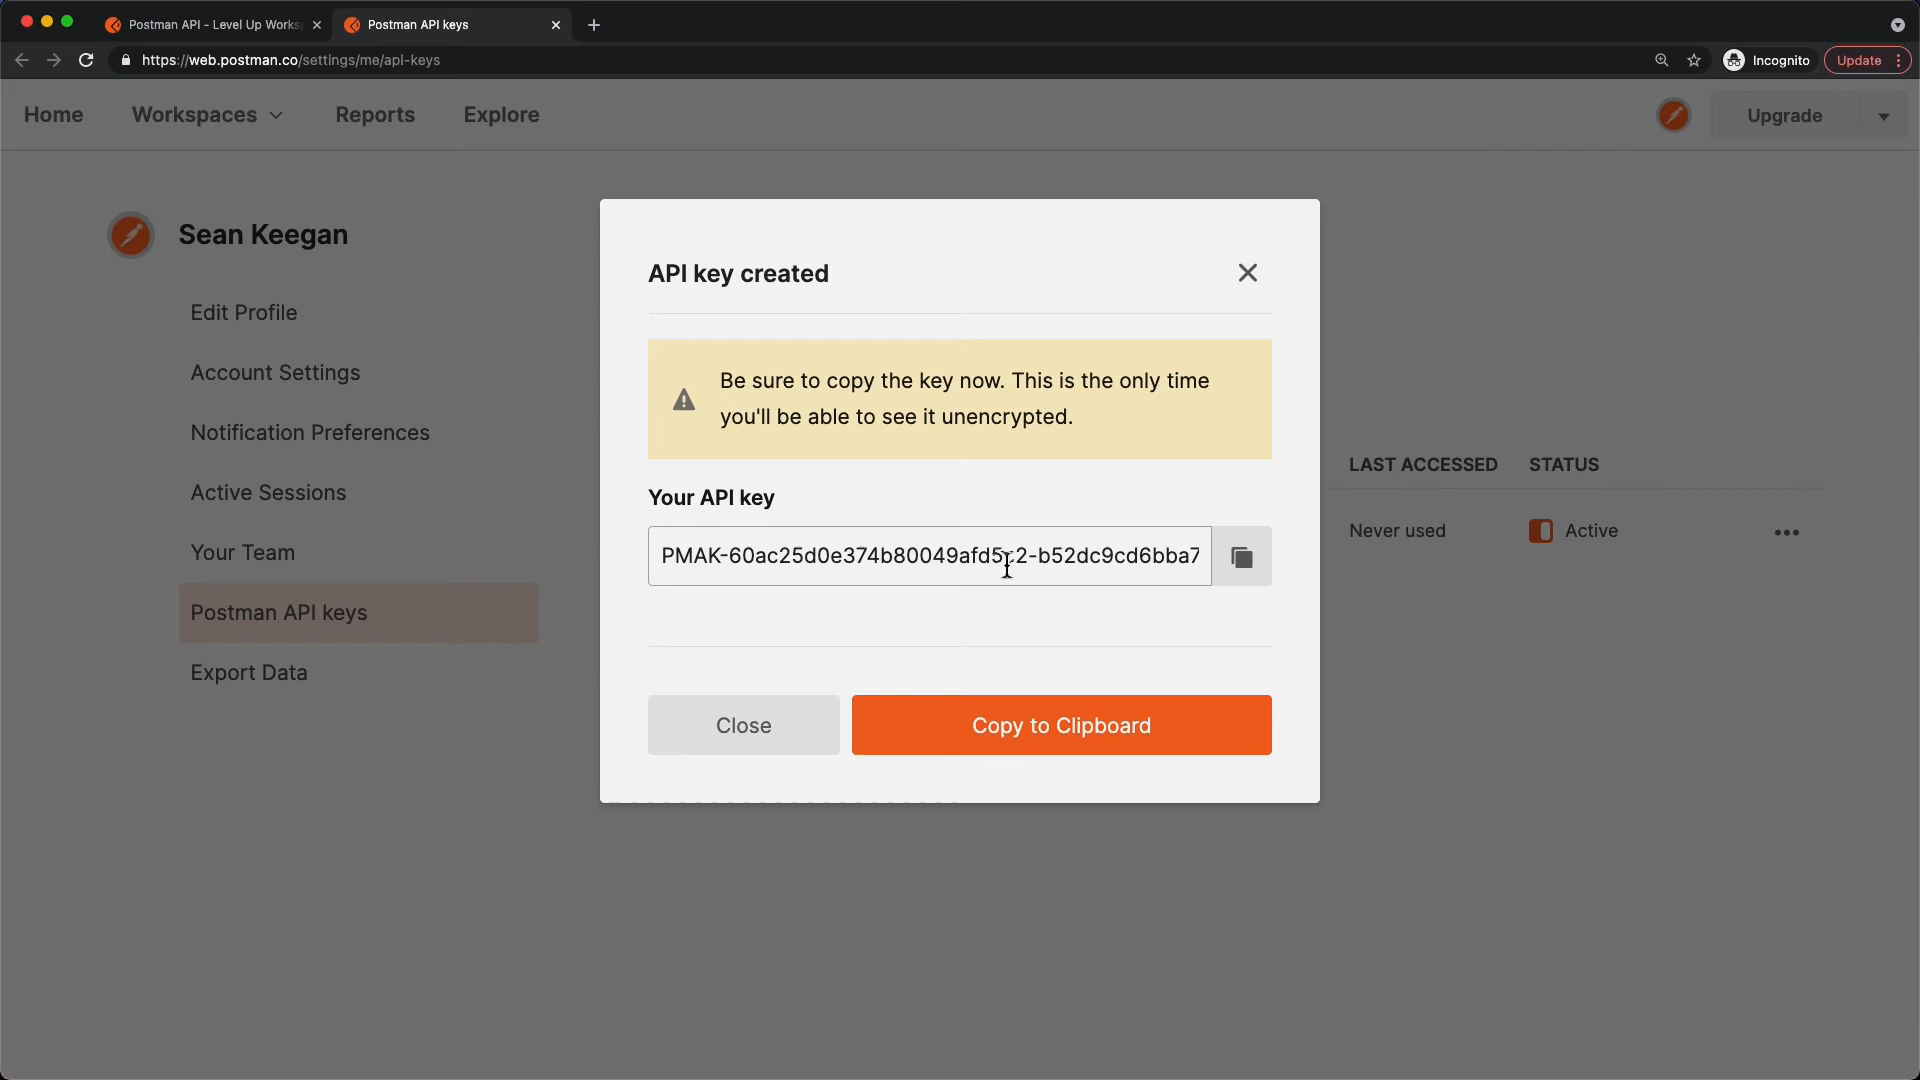 Postman API - Level Up Works
Postman API keys
https://web.postman.co/settings/me/api-keys
Incognito
Update
Home
Workspaces
Reports
Explore
Upgrade
Sean Keegan
Edit Profile
Account Settings
Notification Preferences
Active Sessions
Your Team
Postman API keys
Export Data
API key created
Be sure to copy the key now. This is the only time
you'll be able to see it unencrypted.
Your API key
LAST ACCESSED STATUS
Never used Active
Close
Copy to Clipboard